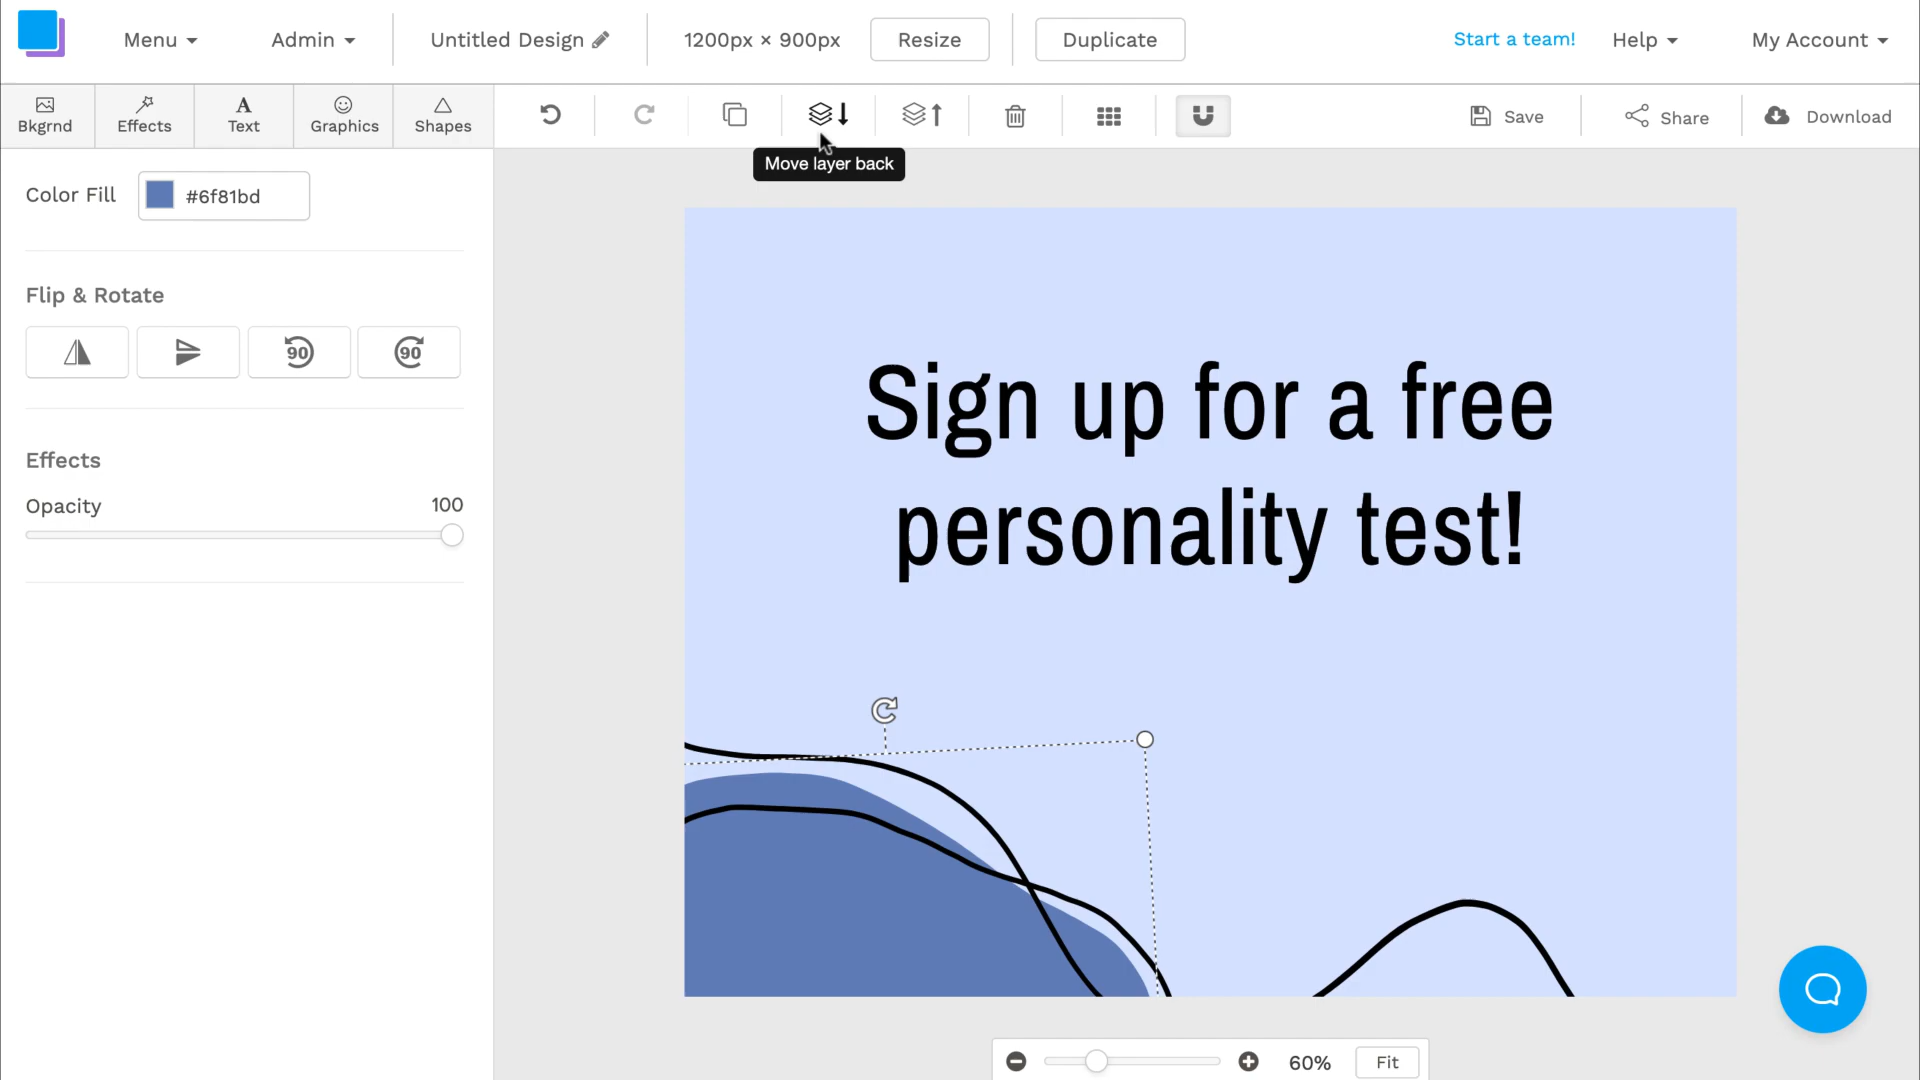 Menu Admin Untitled Design 1200px × 900px Resize Duplicate Start a team! Help My Account
Bkgrnd Effects Text Graphics Shapes Save Share Download
Move layer back
Color Fill #6f81bd
Flip & Rotate
90 90
Effects
Opacity 100
Sign up for a free
personality test!
60% Fit